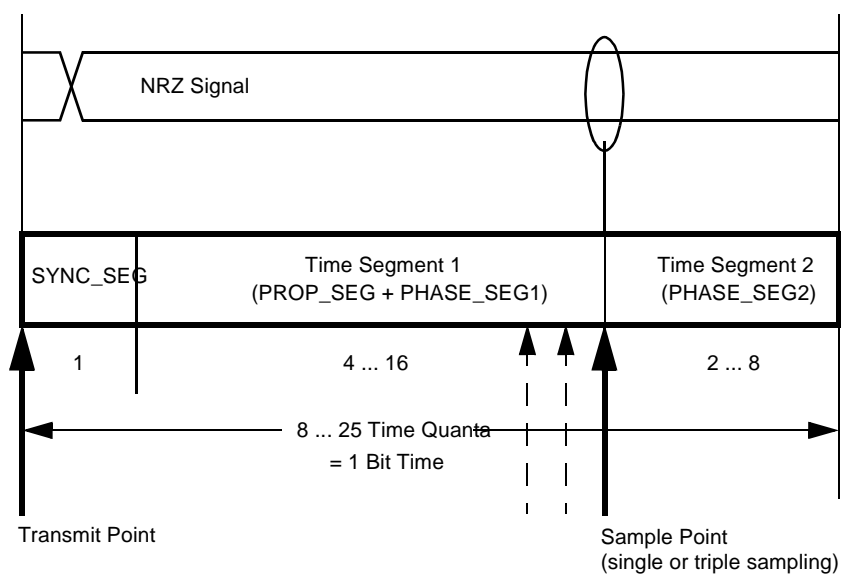 NRZ Signal
SYNC_SEG
Time Segment 1
(PROP_SEG + PHASE_SEG1)
Time Segment 2
(PHASE_SEG2)
1
4 ... 16
2 ... 8
8 ... 25 Time Quanta
= 1 Bit Time
Transmit Point
Sample Point
(single or triple sampling)